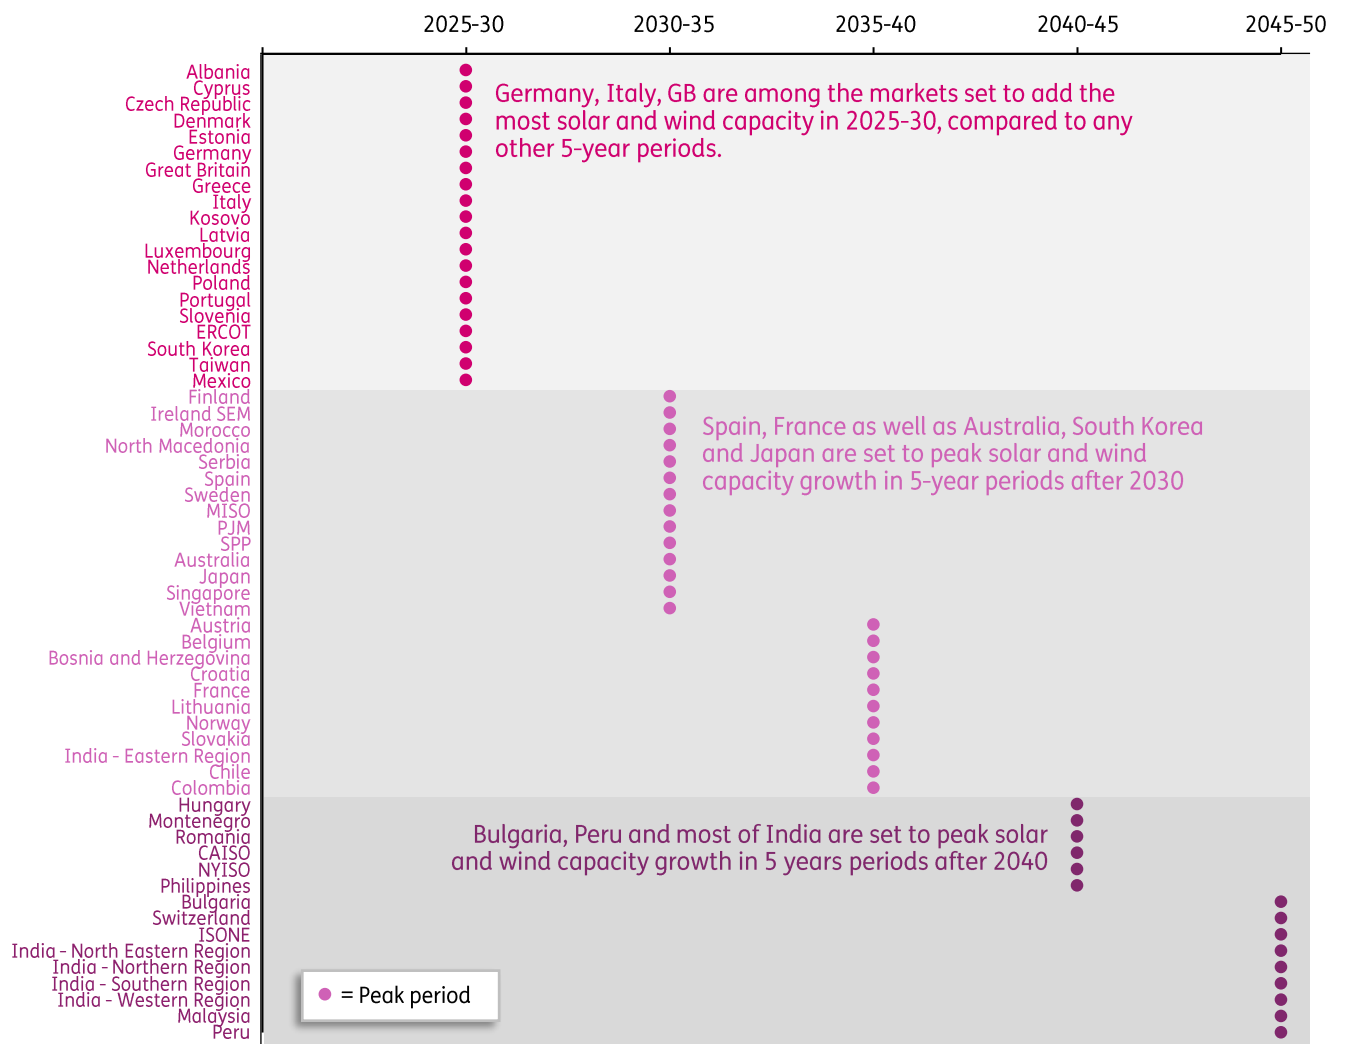 2025-30 2030-35 2035-40 2040-45 2045-50
Albania
Cyprus
Czech Republic
Denmark
Estonia
Germany
Great Britain
Greece
Italy
Kosovo
Latvia
Luxembourg
Netherlands
Poland
Portugal
Slovenia
ERCOT
South Korea
Taiwan
Mexico
Germany, Italy, GB are among the markets set to add the
most solar and wind capacity in 2025-30, compared to any
other 5-year periods.
Finland
Ireland SEM
Morocco
North Macedonia
Serbia
Spain
Sweden
MISO
PJM
SPP
Australia
Japan
Singapore
Vietnam
Austria
Belgium
Bosnia and Herzegovina
Croatia
France
Lithuania
Norway
Slovakia
India - Eastern Region
Chile
Colombia
Spain, France as well as Australia, South Korea
and Japan are set to peak solar and wind
capacity growth in 5-year periods after 2030
Hungary
Montenegro
Romania
CAISO
NYISO
Philippines
Bulgaria
Switzerland
ISONE
India - North Eastern Region
India - Northern Region
India - Southern Region
India - Western Region
Malaysia
Peru
Bulgaria, Peru and most of India are set to peak solar
and wind capacity growth in 5 years periods after 2040
= Peak period